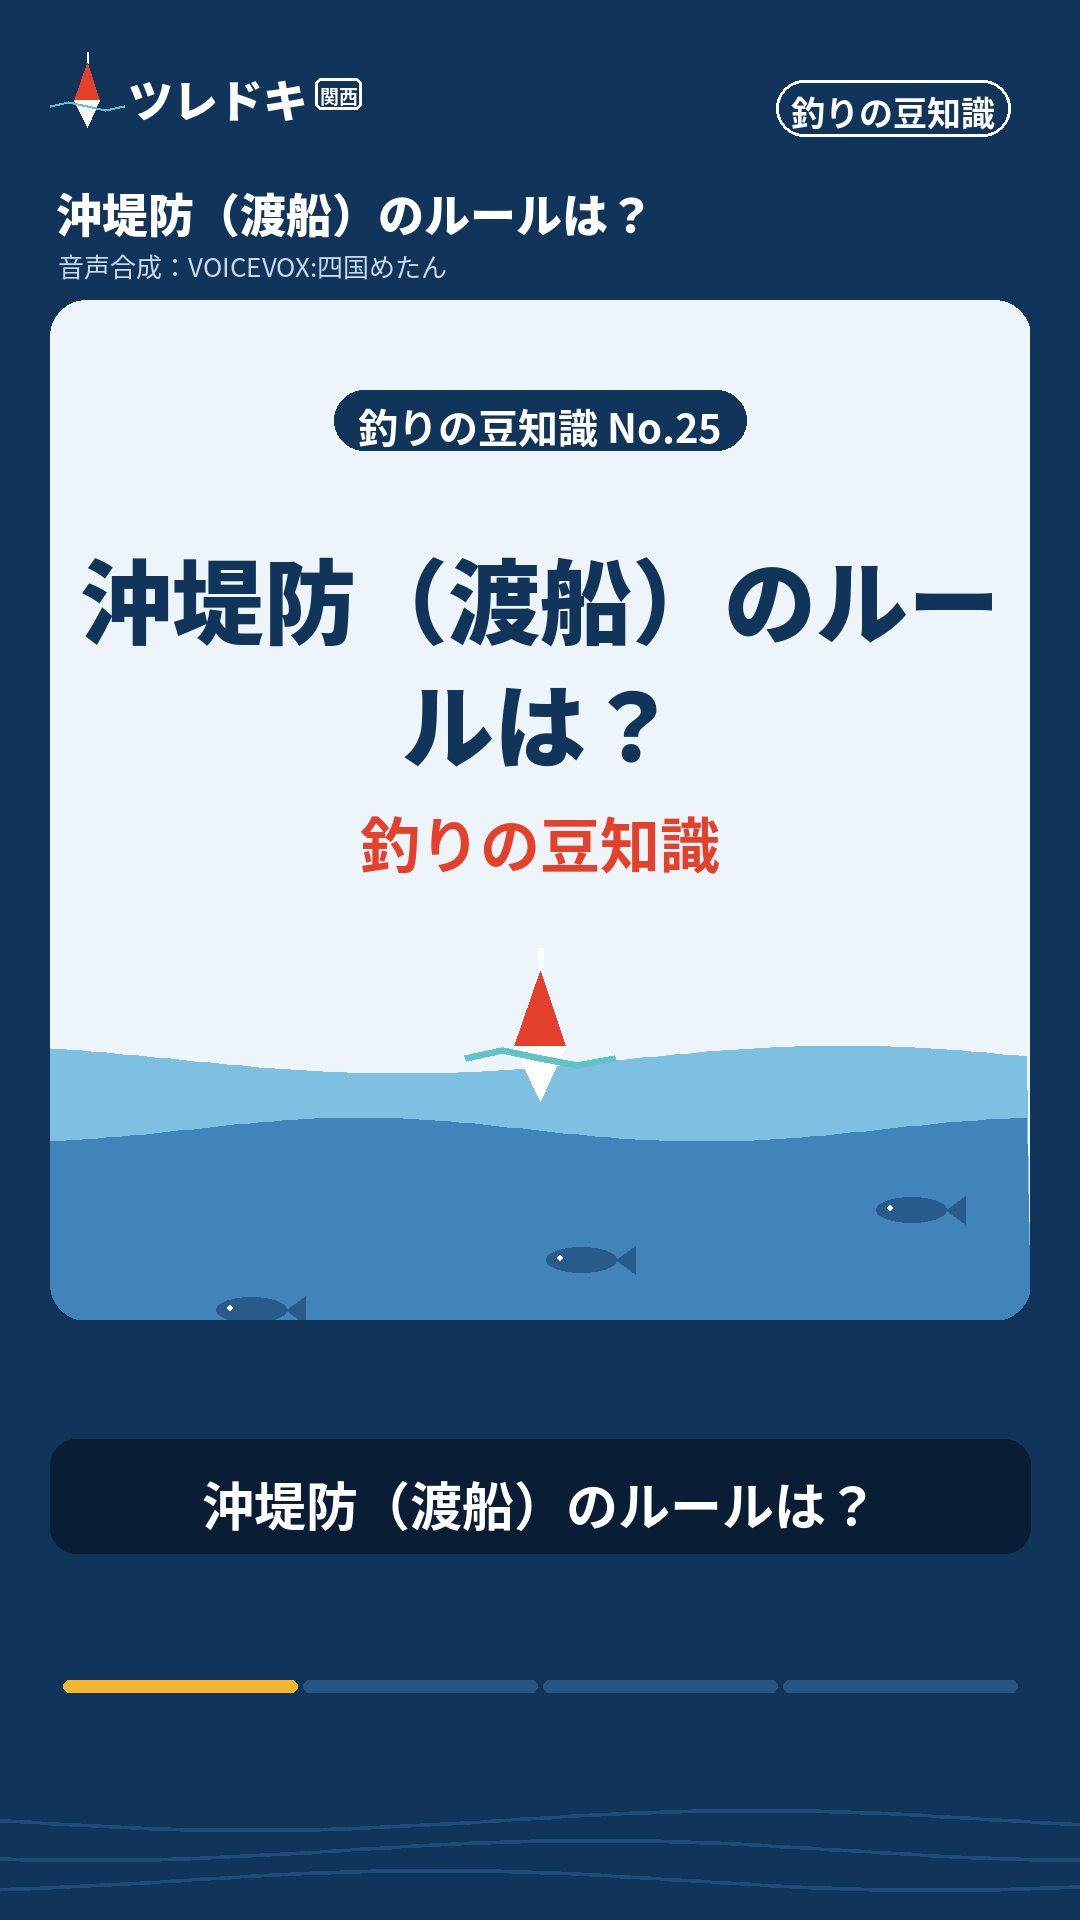 ツレドキ 関西
釣りの豆知識
沖堤防（渡船）のルールは？
音声合成：VOICEVOX:四国めたん
釣りの豆知識 No.25
沖堤防（渡船）のルー
ルは？
釣りの豆知識
沖堤防（渡船）のルールは？